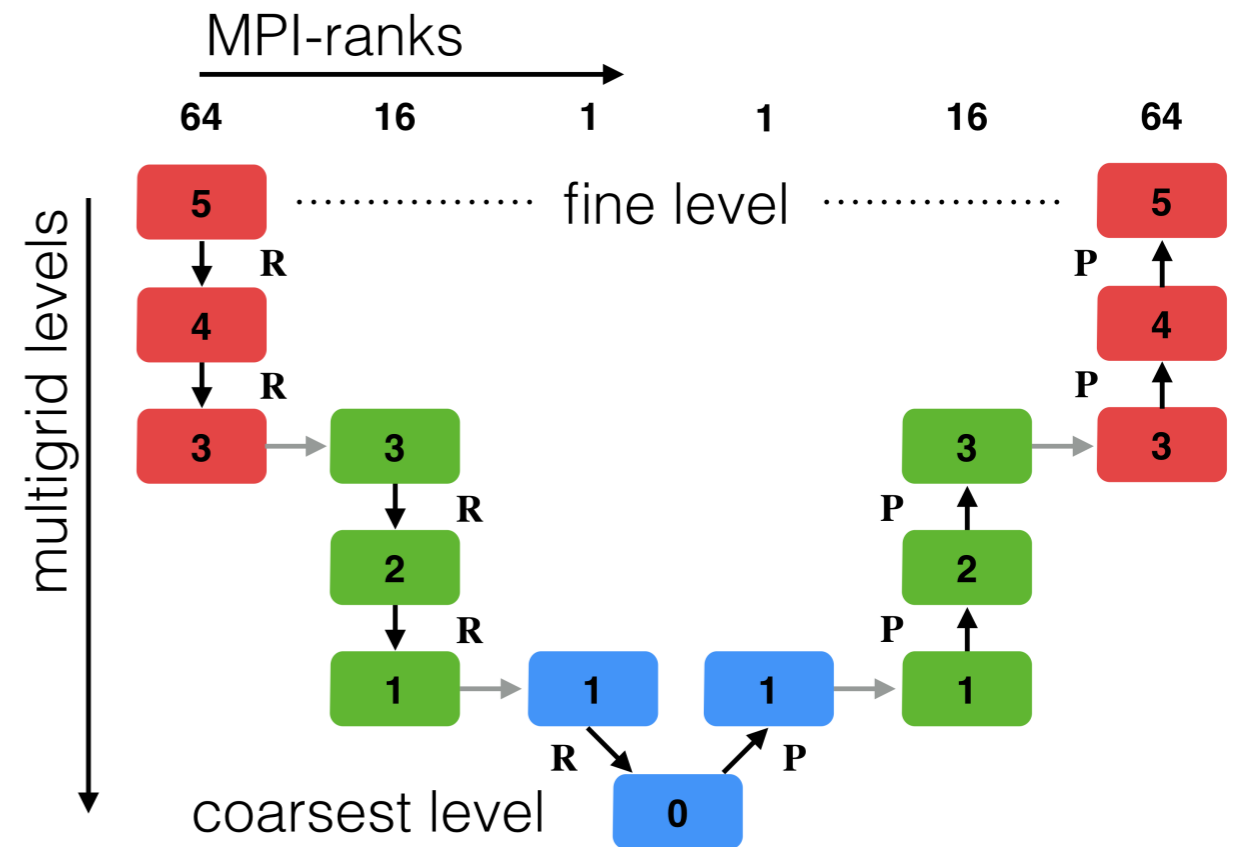 MPI-ranks
64 16 1 1 16 64
multigrid levels
5 fine level 5
R P
4 4
R P
3 3 3 3
R P
2 2
R P
1 1 1 1
R P
coarsest level 0